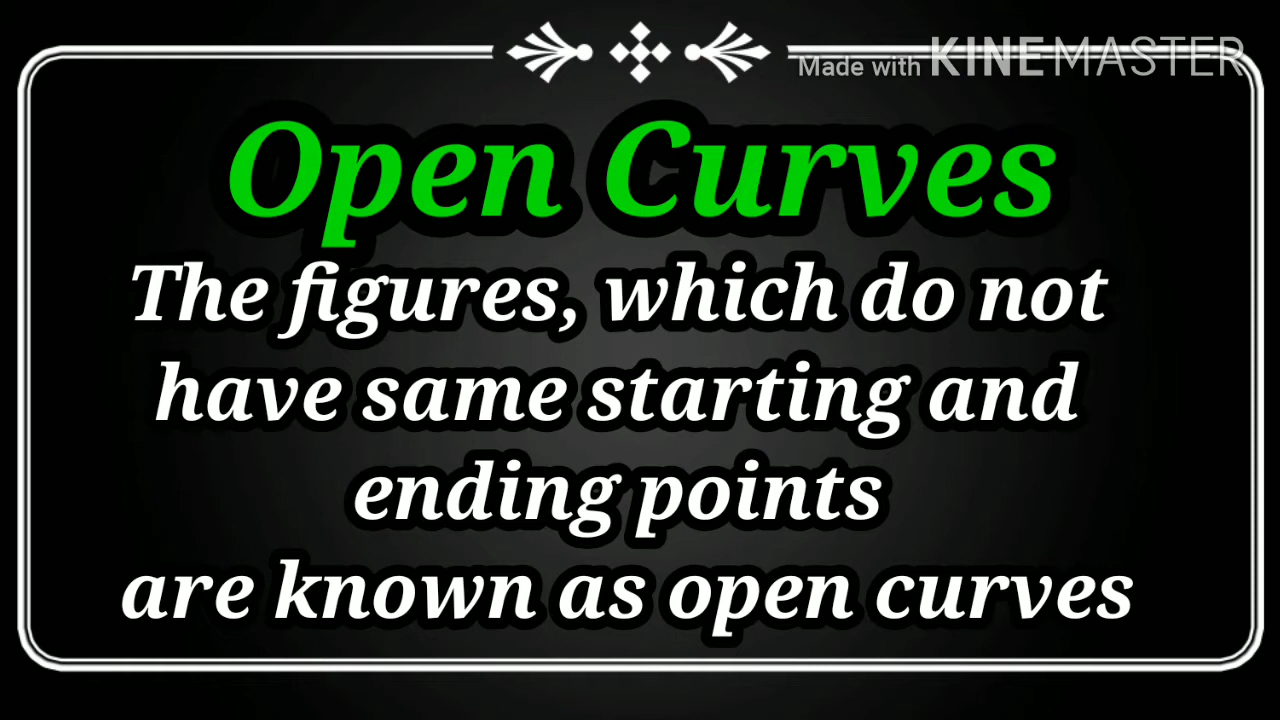 Made with KINEMASTER
Open Curves
The figures, which do not
have same starting and
ending points
are known as open curves